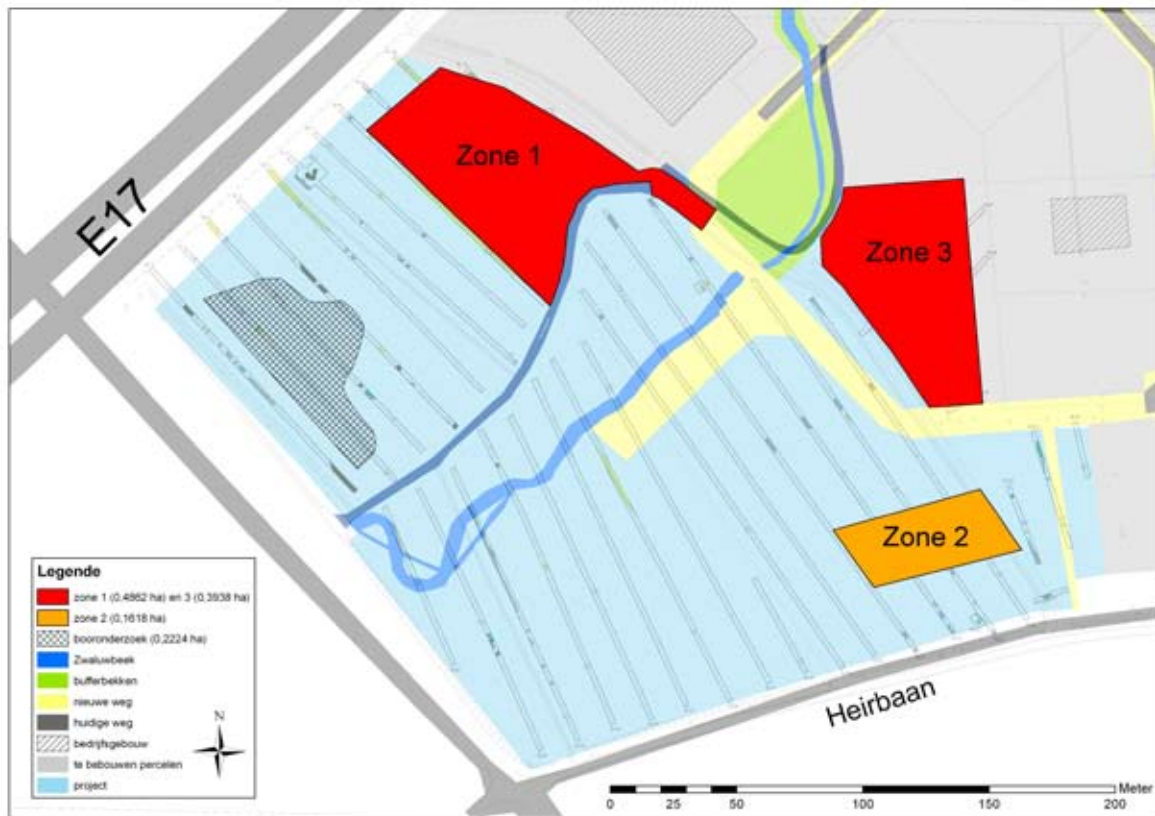 E17
Zone 1
Zone 3
Zone 2
Heirbaan
Legende
zone 1 (0.4862 ha) en 3 (0.3938 ha)
zone 2 (0.1618 ha)
booronderzoek (0.2224 ha)
Zwaluwbeek
bufferbekken
nieuwe weg
huidige weg
bedrijfsgebouw
te bebouwen percelen
project
N
Meter
0 25 50 100 150 200